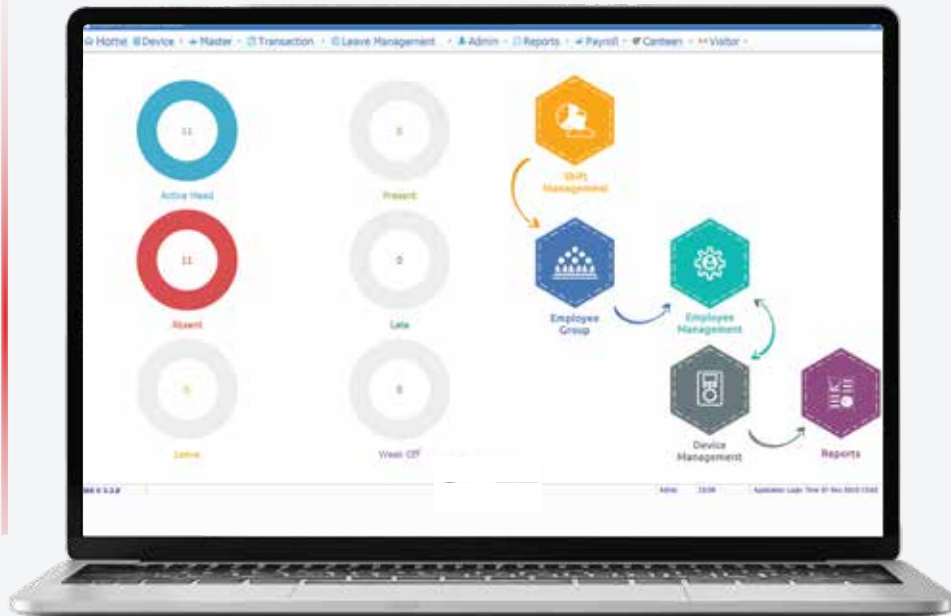 Home Device Master Transaction Leave Management Admin Reports Payroll Canteen Visitor
11
Active Head
0
Present
11
Absent
0
Late
0
Leave
0
Week Off
Shift
Management
Employee
Group
Employee
Management
Device
Management
Reports
Admin